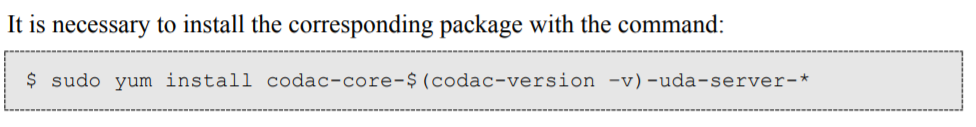 It is necessary to install the corresponding package with the command:
$ sudo yum install codac-core-$(codac-version -v)-uda-server-*